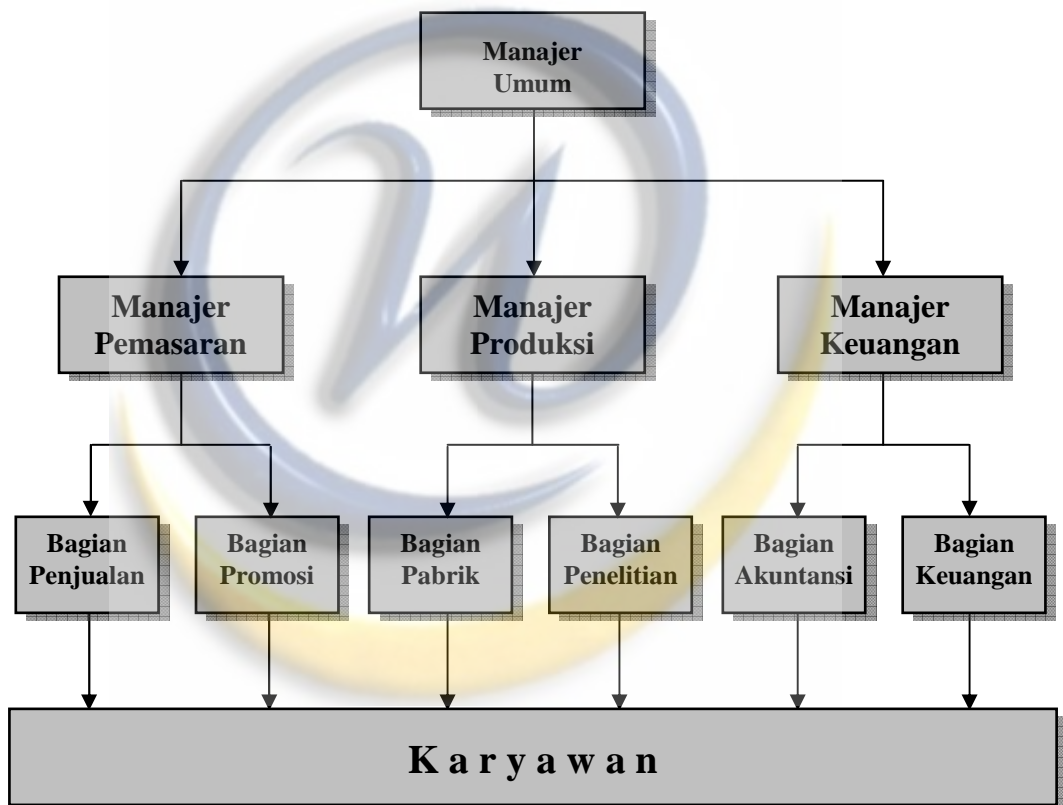 Manajer
Umum
Manajer
Pemasaran
Manajer
Produksi
Manajer
Keuangan
Bagian
Penjualan
Bagian
Promosi
Bagian
Pabrik
Bagian
Penelitian
Bagian
Akuntansi
Bagian
Keuangan
K a r y a w a n